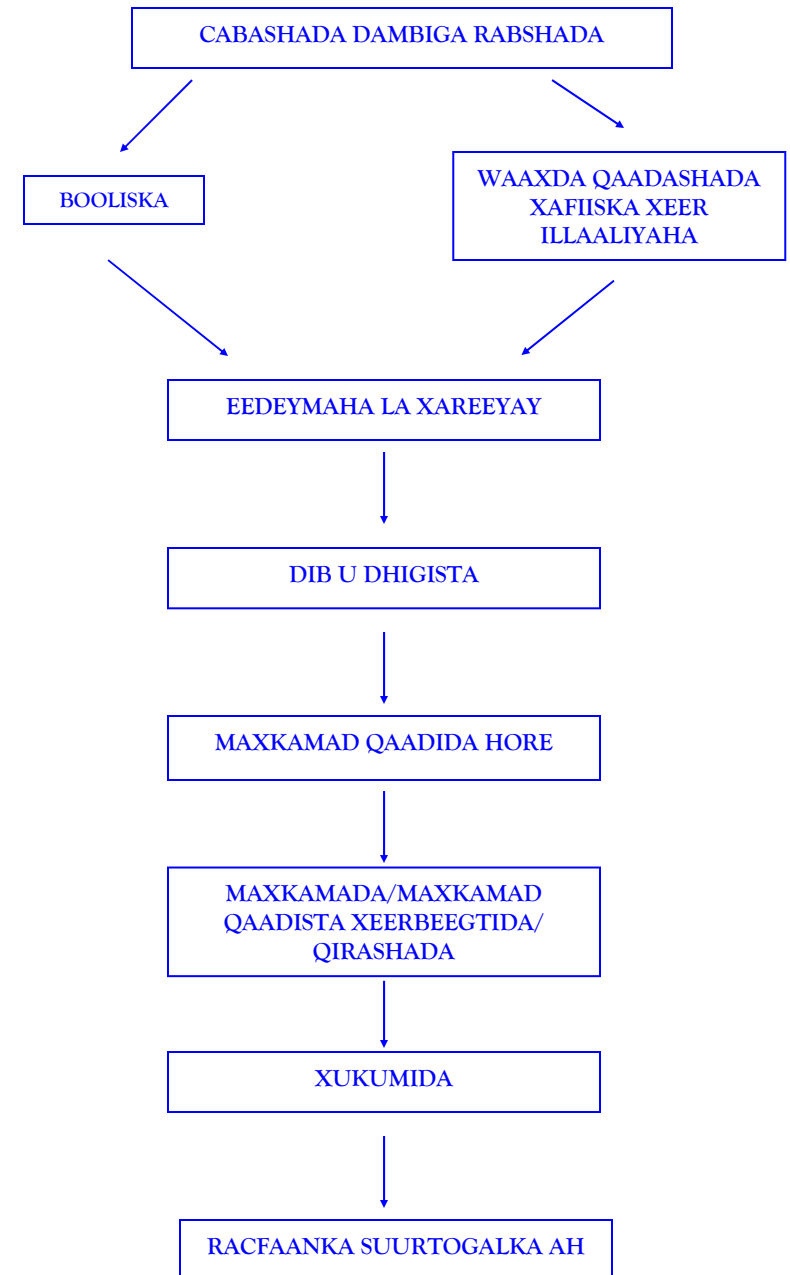 CABASHADA DAMBIGA RABSHADA
BOOLISKA
WAAXDA QAADASHADA
XAFIISKA XEER
ILLAALIYAHA
EEDEYMAHA LA XAREEYAY
DIB U DHIGISTA
MAXKAMAD QAADIDA HORE
MAXKAMADA/MAXKAMAD
QAADISTA XEERBEEGTIDA/
QIRASHADA
XUKUMIDA
RACFAANKA SUURTOGALKA AH